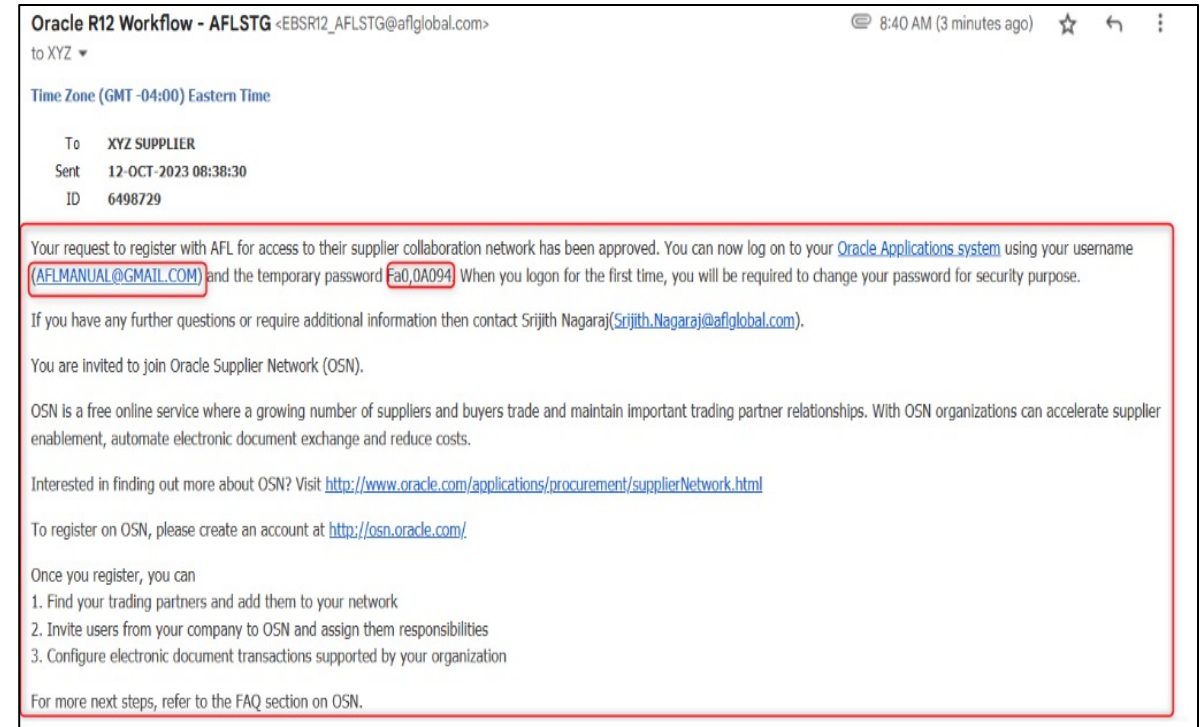 Oracle R12 Workflow - AFLSTG <EBSR12_AFLSTG@aflglobal.com> 8:40 AM (3 minutes ago)
to XYZ
Time Zone (GMT -04:00) Eastern Time
To XYZ SUPPLIER
Sent 12-OCT-2023 08:38:30
ID 6498729
Your request to register with AFL for access to their supplier collaboration network has been approved. You can now log on to your Oracle Applications system using your username
(AFLMANUAL@GMAIL.COM) and the temporary password Fa0,0A094. When you logon for the first time, you will be required to change your password for security purpose.
If you have any further questions or require additional information then contact Srijith Nagaraj(Srijith.Nagaraj@aflglobal.com).
You are invited to join Oracle Supplier Network (OSN).
OSN is a free online service where a growing number of suppliers and buyers trade and maintain important trading partner relationships. With OSN organizations can accelerate supplier
enablement, automate electronic document exchange and reduce costs.
Interested in finding out more about OSN? Visit http://www.oracle.com/applications/procurement/supplierNetwork.html
To register on OSN, please create an account at http://osn.oracle.com/
Once you register, you can
1. Find your trading partners and add them to your network
2. Invite users from your company to OSN and assign them responsibilities
3. Configure electronic document transactions supported by your organization
For more next steps, refer to the FAQ section on OSN.